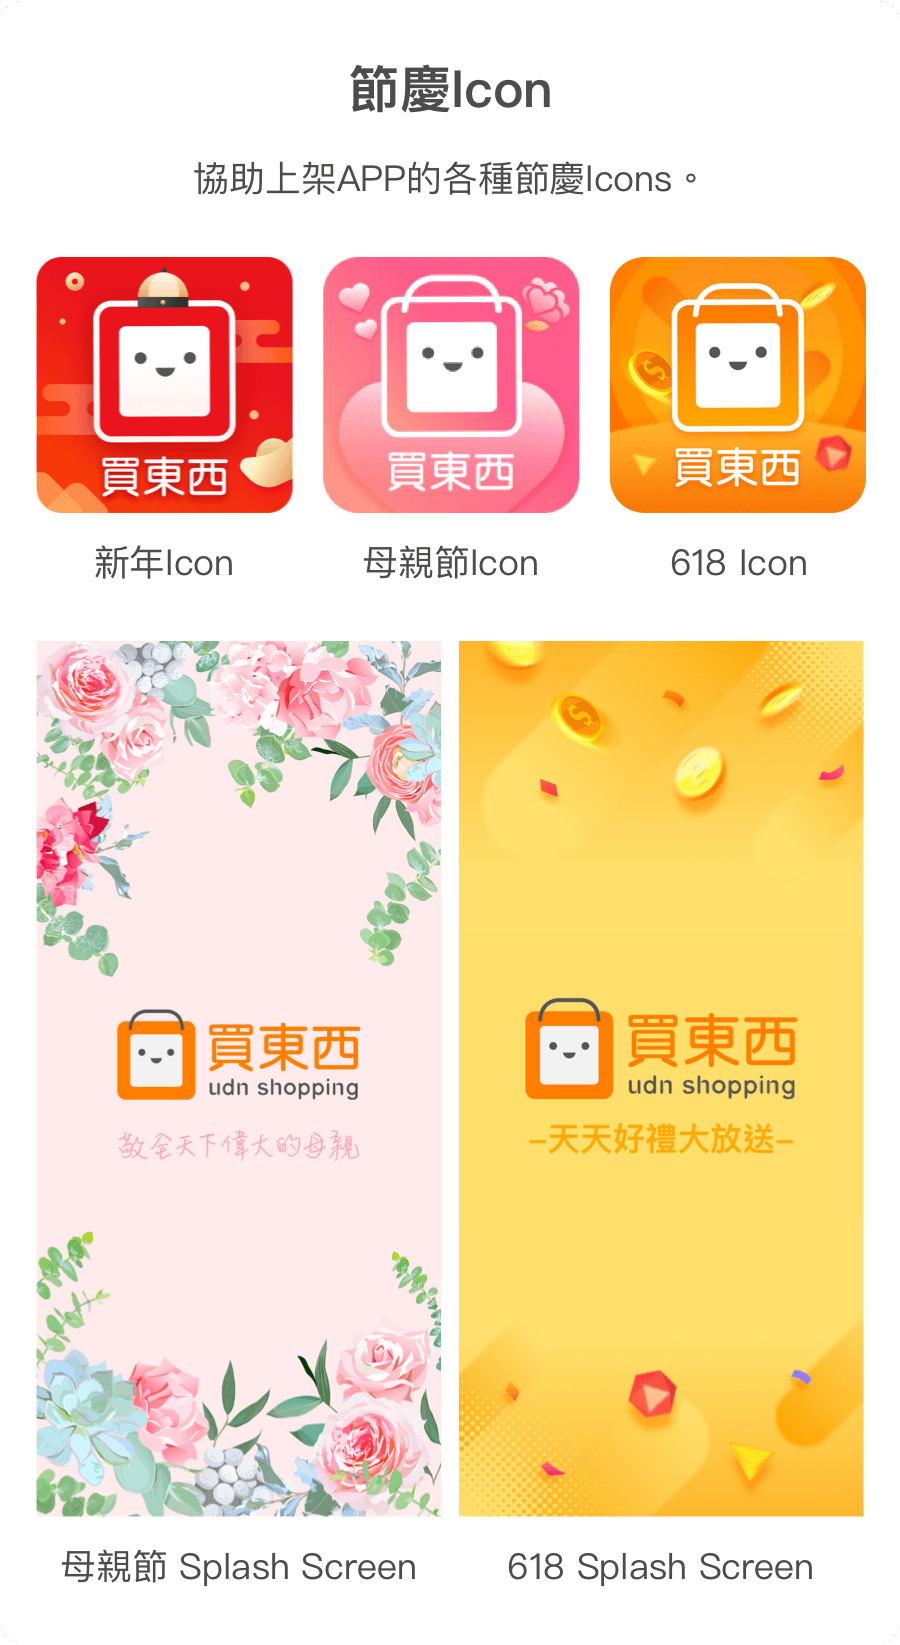 節慶Icon
協助上架APP的各種節慶Icons。
買東西
買東西
買東西
新年Icon
母親節Icon
618 Icon
買東西
udn shopping
敬全天下偉大的母親
買東西
udn shopping
–天天好禮大放送–
母親節 Splash Screen
618 Splash Screen